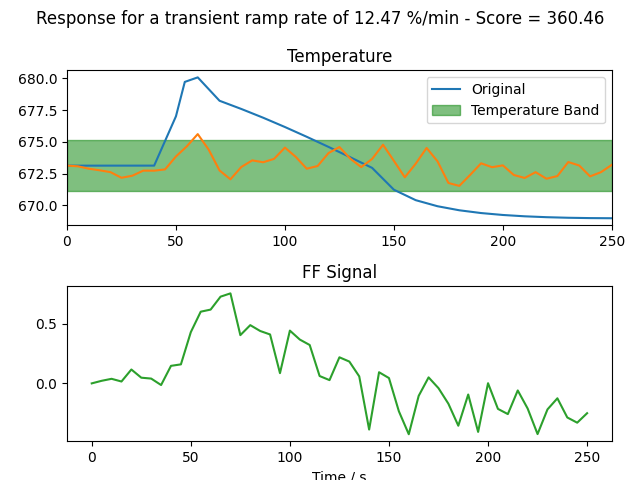 Response for a transient ramp rate of 12.47 %/min - Score = 360.46
Temperature
680.0
677.5
675.0
672.5
670.0
Original
Temperature Band
0 50 100 150 200 250
FF Signal
0.5
0.0
0 50 100 150 200 250
Time / s